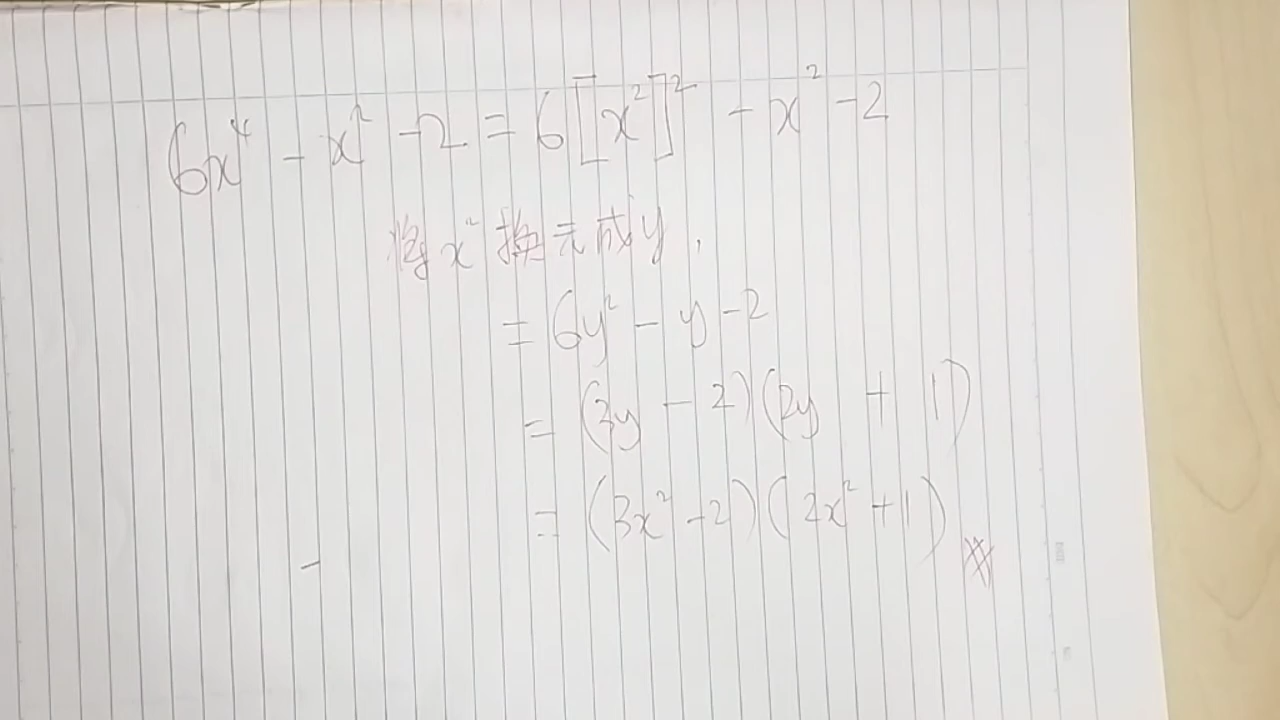 6x⁴ - x² - 2 = 6[x²]² - x² - 2
将x²换元成y,
= 6y² - y - 2
= (3y - 2)(2y + 1)
= (3x² - 2)(2x² + 1)